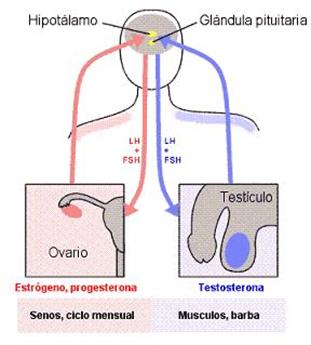 Hipotálamo
Glándula pituitaria
LH
+
FSH
LH
+
FSH
Ovario
Testículo
Estrógeno, progesterona
Testosterona
Senos, ciclo mensual
Musculos, barba